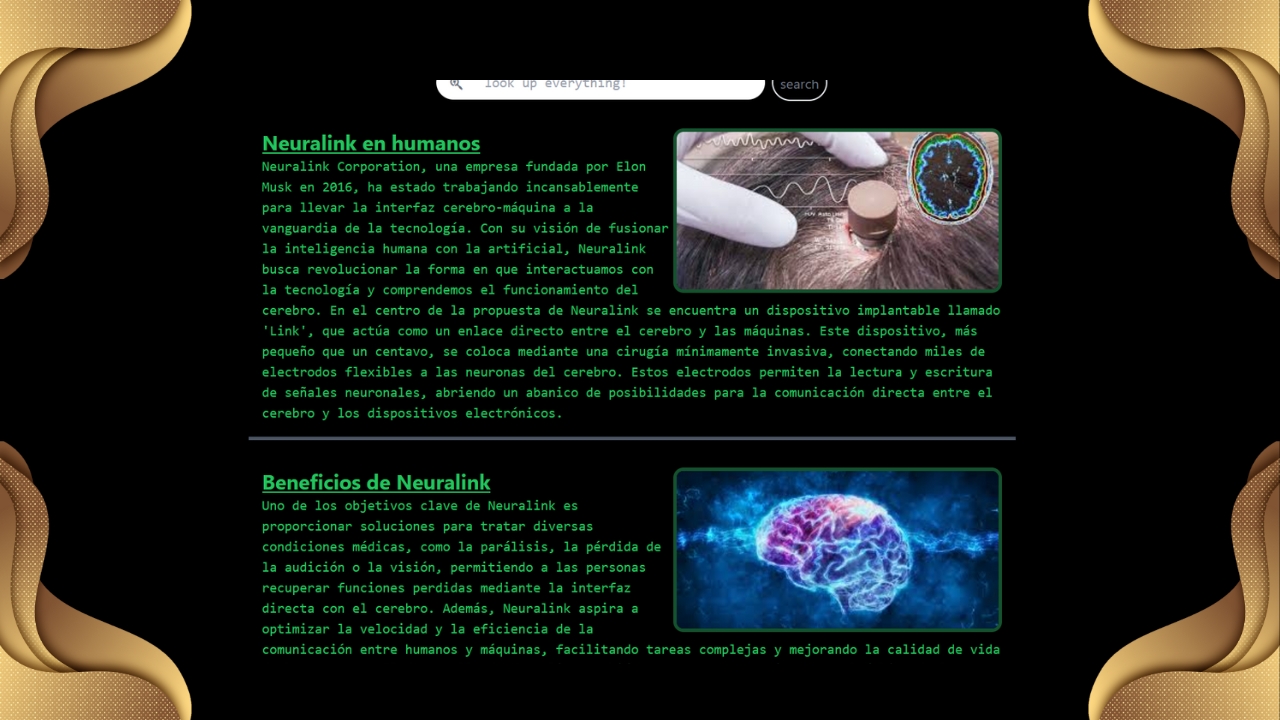 look up everything!
search
Neuralink en humanos
Neuralink Corporation, una empresa fundada por Elon
Musk en 2016, ha estado trabajando incansablemente
para llevar la interfaz cerebro-máquina a la
vanguardia de la tecnología. Con su visión de fusionar
la inteligencia humana con la artificial, Neuralink
busca revolucionar la forma en que interactuamos con
la tecnología y comprendemos el funcionamiento del
cerebro. En el centro de la propuesta de Neuralink se encuentra un dispositivo implantable llamado
'Link', que actúa como un enlace directo entre el cerebro y las máquinas. Este dispositivo, más
pequeño que un centavo, se coloca mediante una cirugía mínimamente invasiva, conectando miles de
electrodos flexibles a las neuronas del cerebro. Estos electrodos permiten la lectura y escritura
de señales neuronales, abriendo un abanico de posibilidades para la comunicación directa entre el
cerebro y los dispositivos electrónicos.
Beneficios de Neuralink
Uno de los objetivos clave de Neuralink es
proporcionar soluciones para tratar diversas
condiciones médicas, como la parálisis, la pérdida de
la audición o la visión, permitiendo a las personas
recuperar funciones perdidas mediante la interfaz
directa con el cerebro. Además, Neuralink aspira a
optimizar la velocidad y la eficiencia de la
comunicación entre humanos y máquinas, facilitando tareas complejas y mejorando la calidad de vida